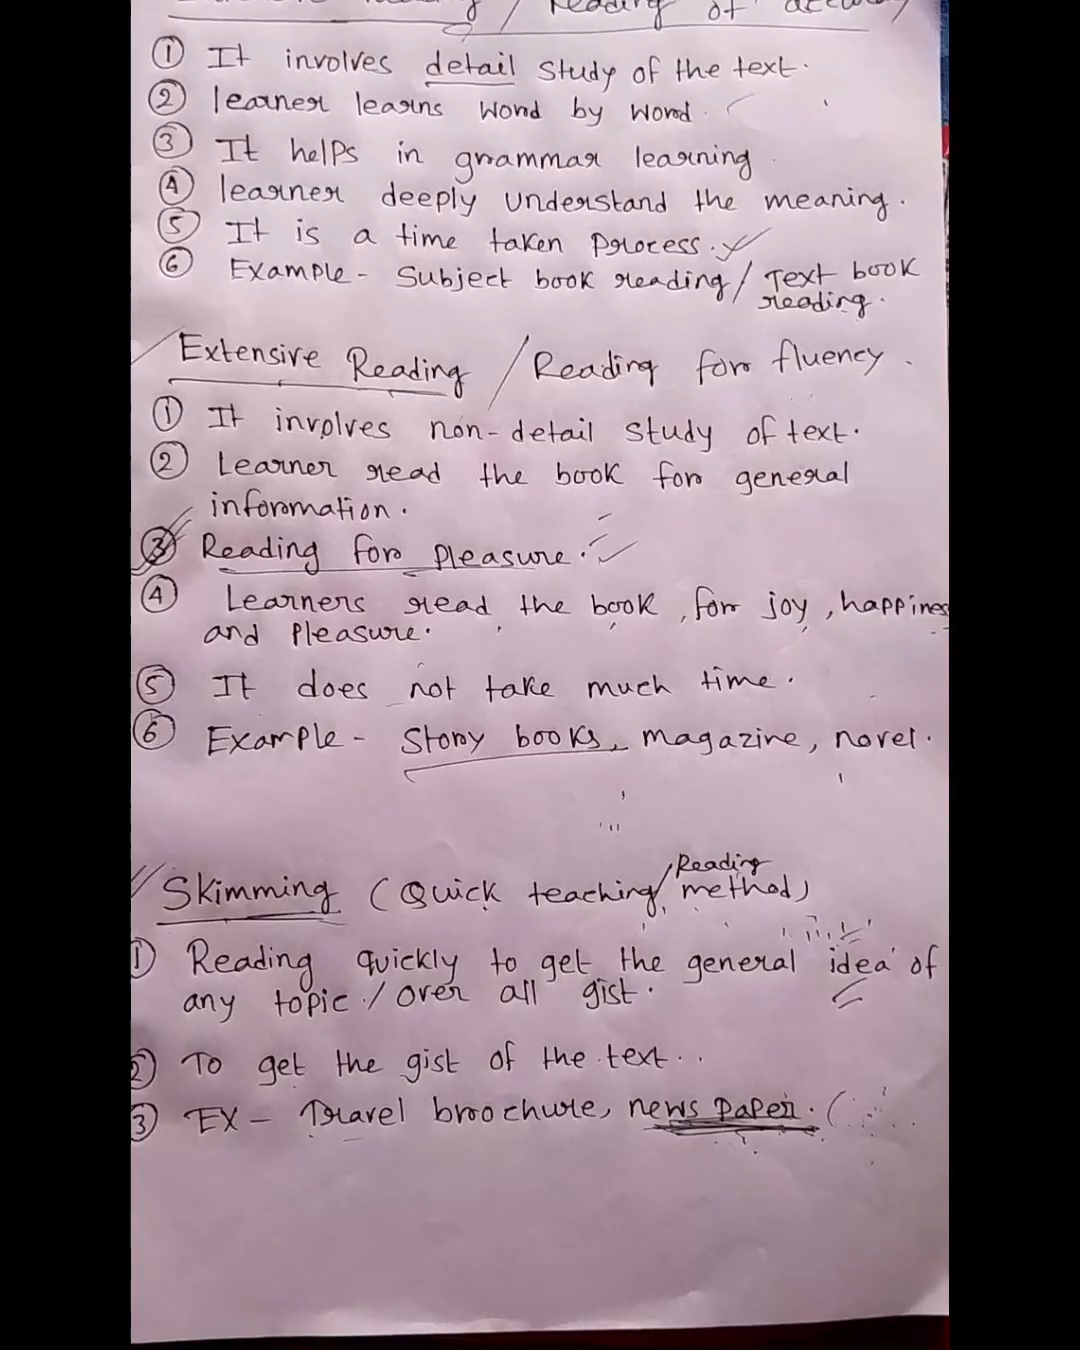 Reading of
① It involves detail study of the text.
② learner learns word by word.
③ It helps in grammar learning
④ learner deeply understand the meaning.
⑤ It is a time taken process.
⑥ Example - Subject book reading / Text book
reading.
Extensive Reading / Reading for fluency.
① It involves non-detail study of text.
② Learner read the book for general
information.
③ Reading for pleasure.
④ Learners read the book, for joy, happines
and pleasure.
⑤ It does not take much time.
⑥ Example - Story books, magazine, novel.
Reading
Skimming (Quick teaching/ method)
① Reading quickly to get the general idea of
any topic / over all gist.
② To get the gist of the text..
③ EX - Travel brochure, news paper.